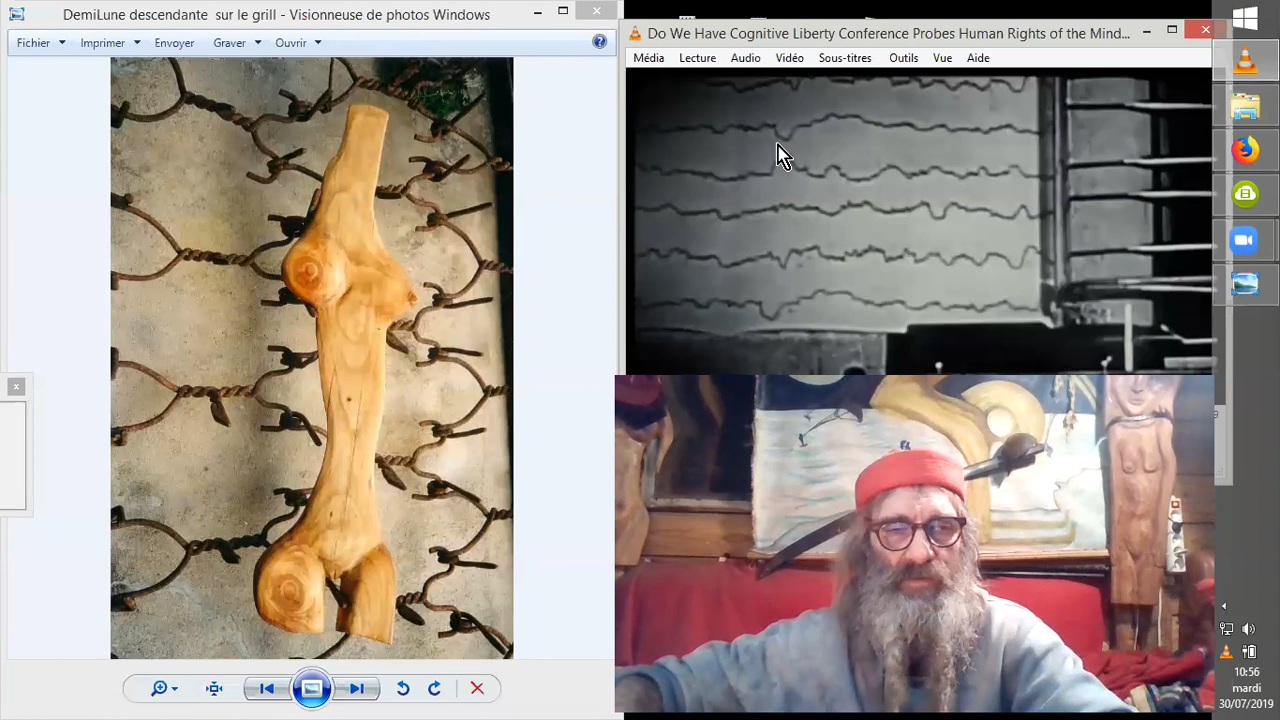 DemiLune descendante sur le grill - Visionneuse de photos Windows
Fichier Imprimer Envoyer Graver Ouvrir
Do We Have Cognitive Liberty Conference Probes Human Rights of the Mind...
Média Lecture Audio Vidéo Sous-titres Outils Vue Aide
10:56
mardi
30/07/2019